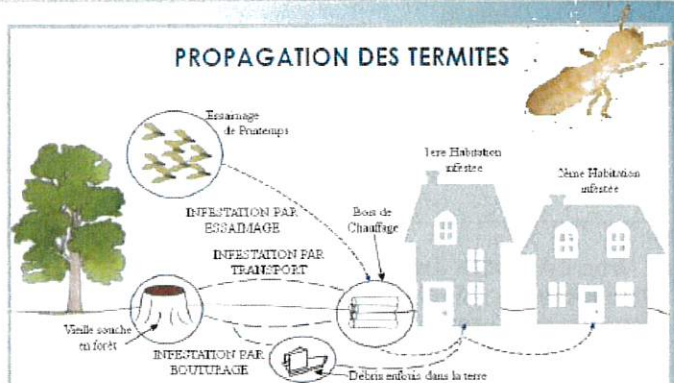 PROPAGATION DES TERMITES
Essaimage
de Printemps
1ere Habitation
infestée
2ème Habitation
infestée
INFESTATION PAR
ESSAIMAGE
Bois de
Chauffage
INFESTATION PAR
TRANSPORT
Vieille souche
en forêt
INFESTATION PAR
BOUTURAGE
Débris enfouis dans la terre